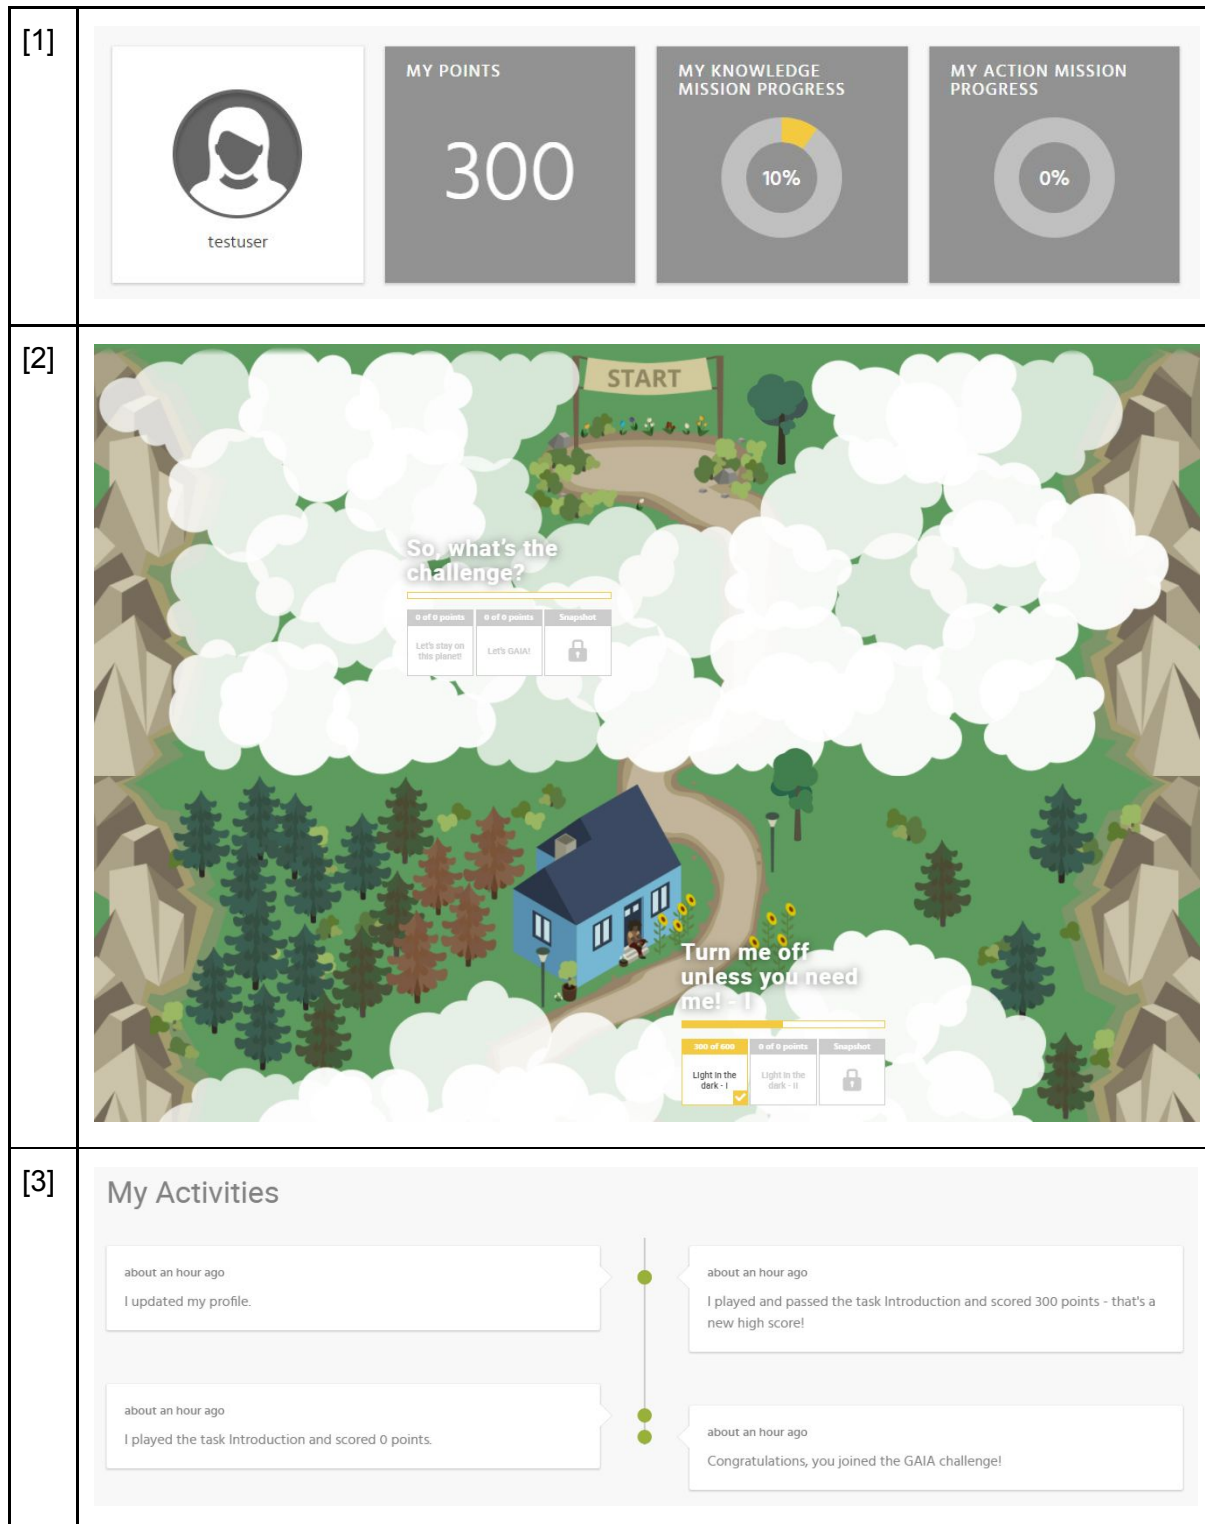 [1]
MY POINTS
300
MY KNOWLEDGE
MISSION PROGRESS
10%
MY ACTION MISSION
PROGRESS
0%
testuser
[2]
START
So, what's the
challenge?
0 of 0 points
0 of 0 points
Snapshot
Let's stay on
this planet!
Let's GAIA!
Turn me off
unless you need
me! - I
300 of 600
0 of 0 points
Snapshot
Light in the
dark - I
Light in the
dark - II
[3]
My Activities
about an hour ago
I updated my profile.
about an hour ago
I played and passed the task Introduction and scored 300 points - that's a
new high score!
about an hour ago
I played the task Introduction and scored 0 points.
about an hour ago
Congratulations, you joined the GAIA challenge!